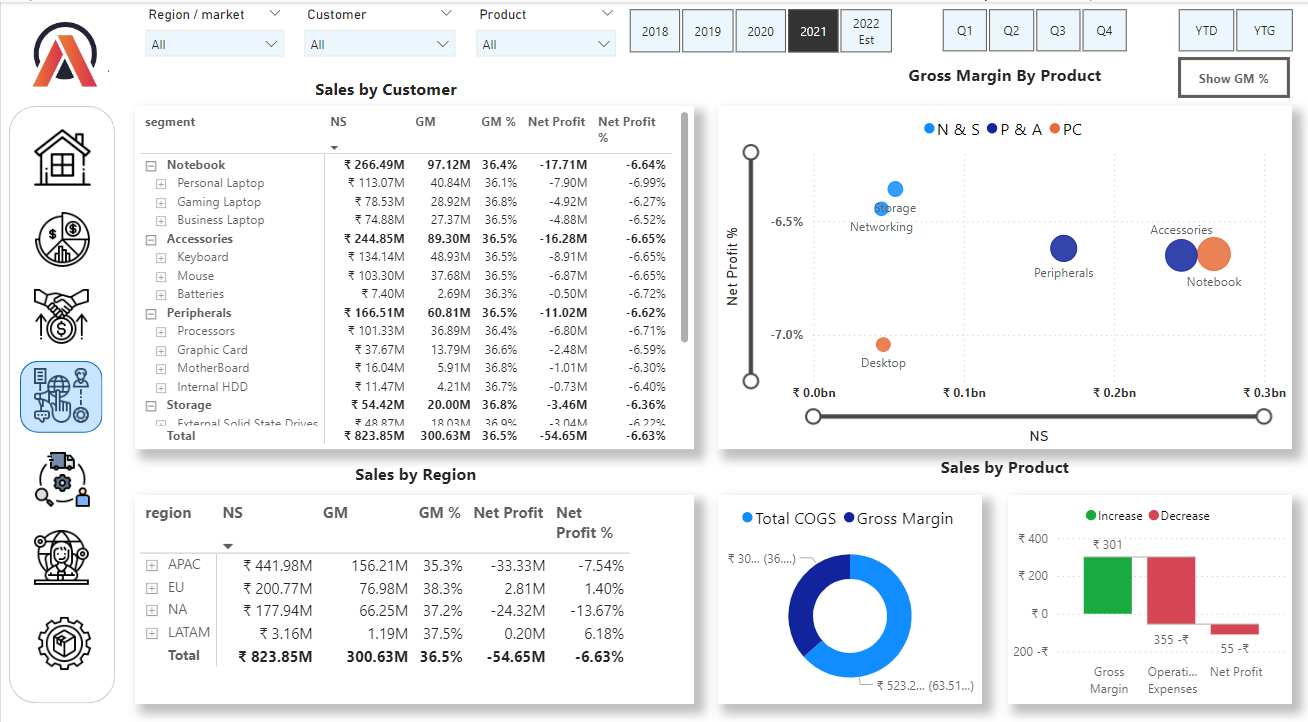 Region / market Customer Product
All All All
2018 2019 2020 2021 2022 Est
Q1 Q2 Q3 Q4
YTD YTG
Show GM %
Sales by Customer
segment NS GM GM % Net Profit Net Profit %
Notebook ₹ 266.49M 97.12M 36.4% -17.71M -6.64%
Personal Laptop ₹ 113.07M 40.84M 36.1% -7.90M -6.99%
Gaming Laptop ₹ 78.53M 28.92M 36.8% -4.92M -6.27%
Business Laptop ₹ 74.88M 27.37M 36.5% -4.88M -6.52%
Accessories ₹ 244.85M 89.30M 36.5% -16.28M -6.65%
Keyboard ₹ 134.14M 48.93M 36.5% -8.91M -6.65%
Mouse ₹ 103.30M 37.68M 36.5% -6.87M -6.65%
Batteries ₹ 7.40M 2.69M 36.3% -0.50M -6.72%
Peripherals ₹ 166.51M 60.81M 36.5% -11.02M -6.62%
Processors ₹ 101.33M 36.89M 36.4% -6.80M -6.71%
Graphic Card ₹ 37.67M 13.79M 36.6% -2.48M -6.59%
MotherBoard ₹ 16.04M 5.91M 36.8% -1.01M -6.30%
Internal HDD ₹ 11.47M 4.21M 36.7% -0.73M -6.40%
Storage ₹ 54.42M 20.00M 36.8% -3.46M -6.36%
External Solid State Drives ₹ 48.87M 18.03M 36.9% -3.04M -6.22%
Total ₹ 823.85M 300.63M 36.5% -54.65M -6.63%
Gross Margin By Product
N & S P & A PC
Net Profit %
-6.5%
-7.0%
Storage
Networking
Peripherals
Accessories
Notebook
Desktop
₹ 0.0bn ₹ 0.1bn ₹ 0.2bn ₹ 0.3bn
NS
Sales by Region
region NS GM GM % Net Profit Net Profit %
APAC ₹ 441.98M 156.21M 35.3% -33.33M -7.54%
EU ₹ 200.77M 76.98M 38.3% 2.81M 1.40%
NA ₹ 177.94M 66.25M 37.2% -24.32M -13.67%
LATAM ₹ 3.16M 1.19M 37.5% 0.20M 6.18%
Total ₹ 823.85M 300.63M 36.5% -54.65M -6.63%
Sales by Product
Total COGS Gross Margin
₹ 30... (36....)
₹ 523.2... (63.51...)
Increase Decrease
₹ 400
₹ 200
₹ 0
200 -₹
₹ 301
355 -₹
55 -₹
Gross Margin
Operati... Expenses
Net Profit